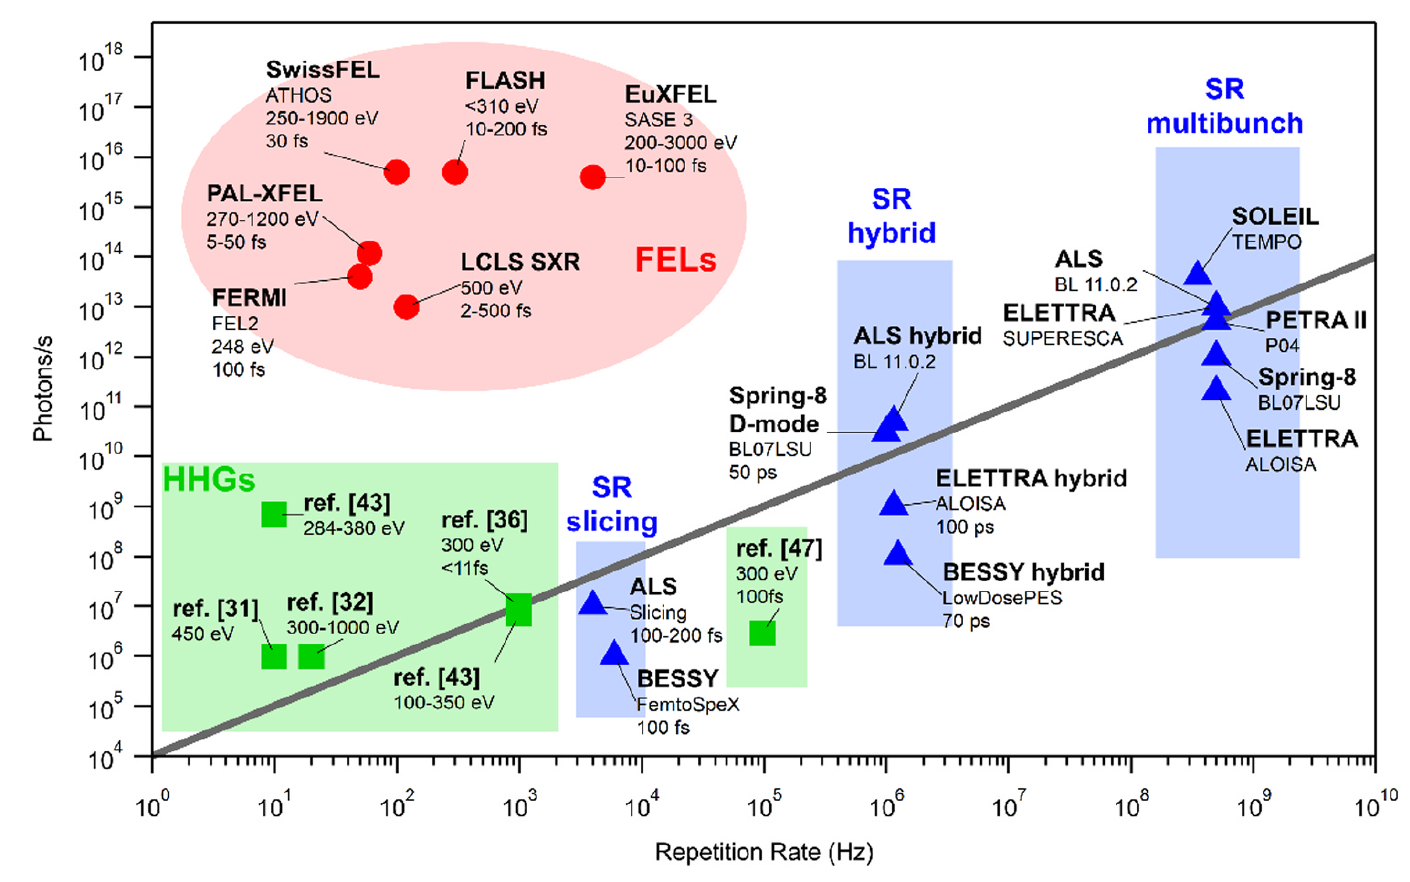 SwissFEL
ATHOS
250-1900 eV
30 fs
FLASH
<310 eV
10-200 fs
EuXFEL
SASE 3
200-3000 eV
10-100 fs
PAL-XFEL
270-1200 eV
5-50 fs
FERMI
FEL2
248 eV
100 fs
LCLS SXR
500 eV
2-500 fs
FELs
SR
multibunch
SR
hybrid
SOLEIL
TEMPO
ALS
BL 11.0.2
ELETTRA
SUPERESCA
PETRA II
P04
Spring-8
BL07LSU
ELETTRA
ALOISA
ALS hybrid
BL 11.0.2
Spring-8
D-mode
BL07LSU
50 ps
ELETTRA hybrid
ALOISA
100 ps
BESSY hybrid
LowDosePES
70 ps
HHGs
ref. [43]
284-380 eV
ref. [36]
300 eV
<11fs
ref. [31]
450 eV
ref. [32]
300-1000 eV
ref. [43]
100-350 eV
SR
slicing
ALS
Slicing
100-200 fs
BESSY
FemtoSpeX
100 fs
ref. [47]
300 eV
100fs
Photons/s
10^18
10^17
10^16
10^15
10^14
10^13
10^12
10^11
10^10
10^9
10^8
10^7
10^6
10^5
10^4
10^0 10^1 10^2 10^3 10^4 10^5 10^6 10^7 10^8 10^9 10^10
Repetition Rate (Hz)